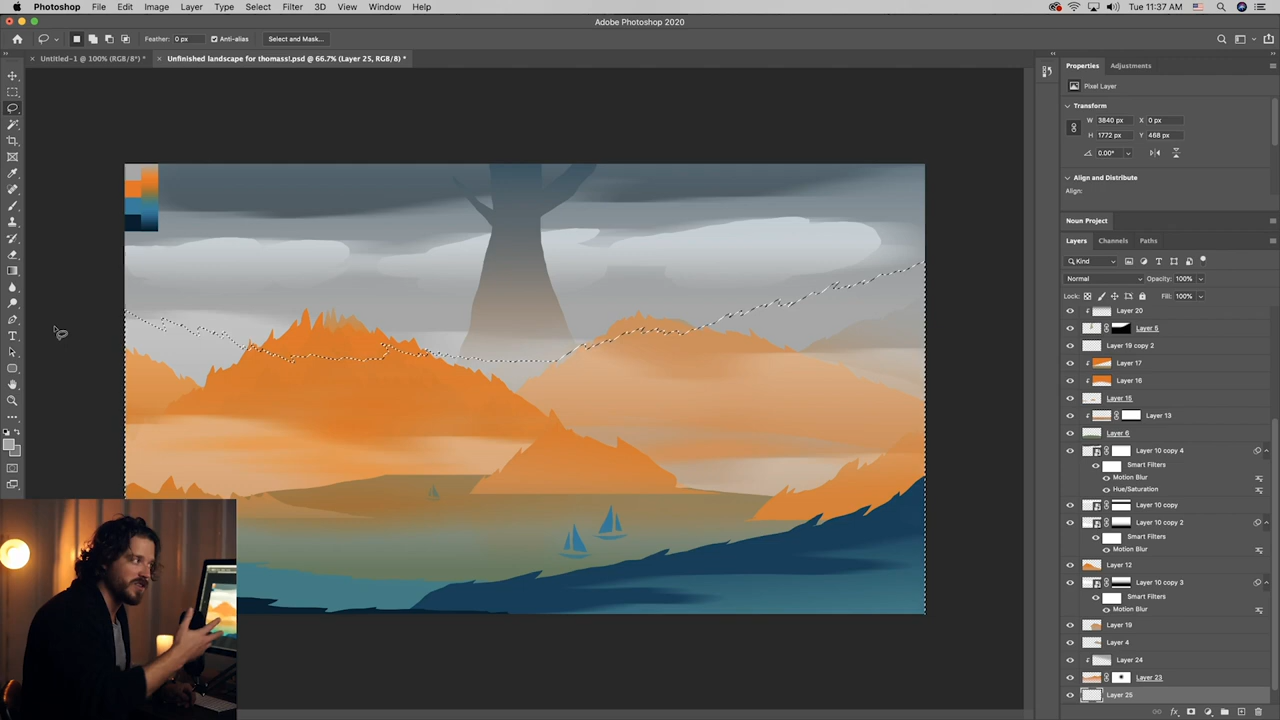 Photoshop File Edit Image Layer Type Select Filter 3D View Window Help Tue 11:37 AM
Adobe Photoshop 2020
Feather: 0 px Anti-alias Select and Mask...
Untitled-1 @ 100% (RGB/8*) * Unfinished landscape for thomass!.psd @ 66.7% (Layer 25, RGB/8) *
Properties Adjustments
Pixel Layer
Transform
W 3840 px X 0 px
H 1772 px Y 468 px
0.00°
Align and Distribute
Align:
Noun Project
Layers Channels Paths
Kind
Normal Opacity: 100%
Lock: Fill: 100%
Layer 20
Layer 5
Layer 19 copy 2
Layer 17
Layer 16
Layer 15
Layer 13
Layer 6
Layer 10 copy 4
Smart Filters
Motion Blur
Hue/Saturation
Layer 10 copy
Layer 10 copy 2
Smart Filters
Motion Blur
Layer 12
Layer 10 copy 3
Smart Filters
Motion Blur
Layer 19
Layer 4
Layer 24
Layer 23
Layer 25